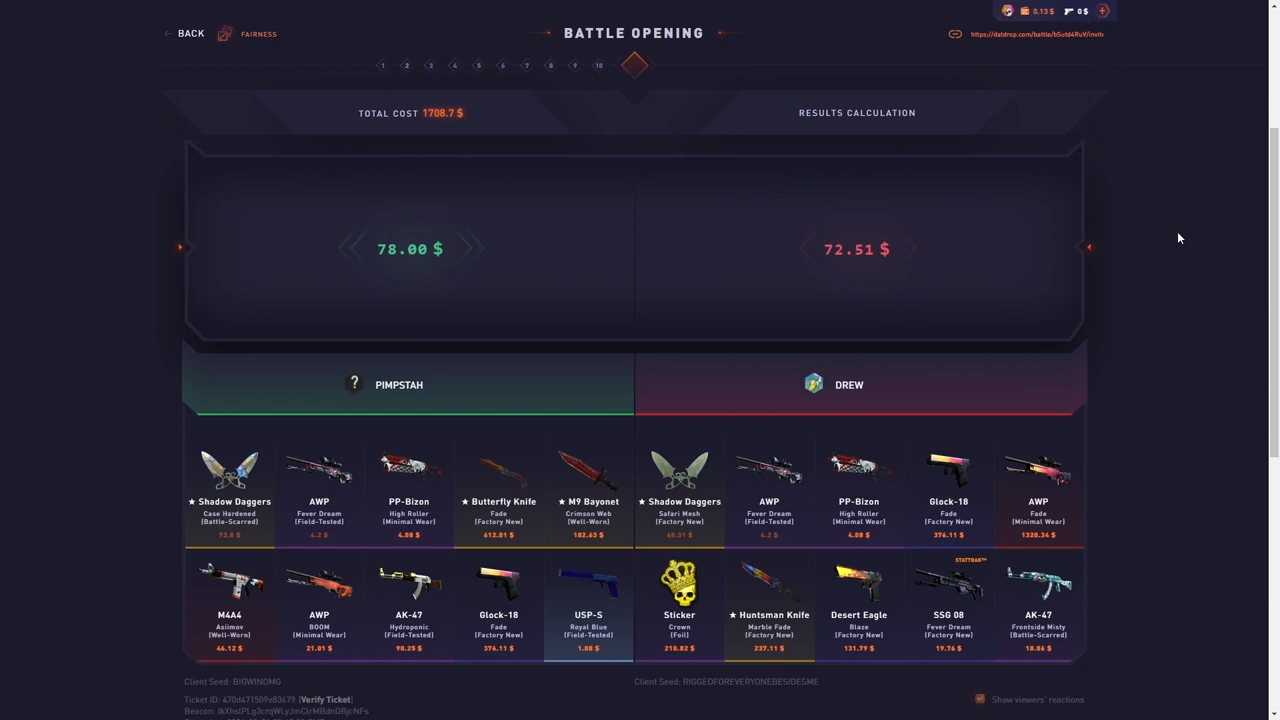 0.13 $ 0 $
BACK FAIRNESS
BATTLE OPENING
https://datdrop.com/battle/bSutd4RuV/invite
1 2 3 4 5 6 7 8 9 10
TOTAL COST 1708.7 $
RESULTS CALCULATION
78.00 $
72.51 $
? PIMPSTAH
DREW
★ Shadow Daggers
Case Hardened
(Battle-Scarred)
73.8 $
AWP
Fever Dream
(Field-Tested)
4.2 $
PP-Bizon
High Roller
(Minimal Wear)
4.08 $
★ Butterfly Knife
Fade
(Factory New)
612.01 $
★ M9 Bayonet
Crimson Web
(Well-Worn)
182.63 $
★ Shadow Daggers
Safari Mesh
(Factory New)
68.31 $
AWP
Fever Dream
(Field-Tested)
4.2 $
PP-Bizon
High Roller
(Minimal Wear)
4.08 $
Glock-18
Fade
(Factory New)
376.11 $
AWP
Fade
(Minimal Wear)
1328.34 $
M4A4
Asiimov
(Well-Worn)
46.12 $
AWP
BOOM
(Minimal Wear)
21.01 $
AK-47
Hydroponic
(Field-Tested)
90.25 $
Glock-18
Fade
(Factory New)
376.11 $
USP-S
Royal Blue
(Field-Tested)
1.08 $
Sticker
Crown
(Foil)
210.82 $
★ Huntsman Knife
Marble Fade
(Factory New)
237.11 $
Desert Eagle
Blaze
(Factory New)
131.79 $
STATTRAK™
SSG 08
Fever Dream
(Factory New)
19.76 $
AK-47
Frontside Misty
(Battle-Scarred)
10.06 $
Client Seed: BIGWINOMG
Client Seed: RIGGEDFOREVERYONEBESIDESME
Ticket ID: 470d471509e83679 [Verify Ticket]
Show viewers' reactions